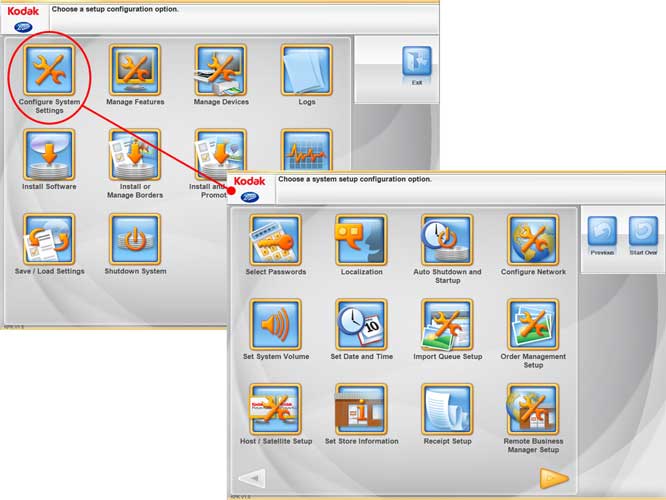 Kodak
Choose a setup configuration option.
Boots
Exit
Configure System
Settings
Manage Features
Manage Devices
Logs
Install Software
Install or
Manage Borders
Install and
Promot
Save / Load Settings
Shutdown System
Kodak
Choose a system setup configuration option.
Boots
Previous
Start Over
Select Passwords
Localization
Auto Shutdown and
Startup
Configure Network
10
Set System Volume
Set Date and Time
Import Queue Setup
Order Management
Setup
Kodak
Host / Satellite Setup
Set Store Information
Receipt Setup
Remote Business
Manager Setup